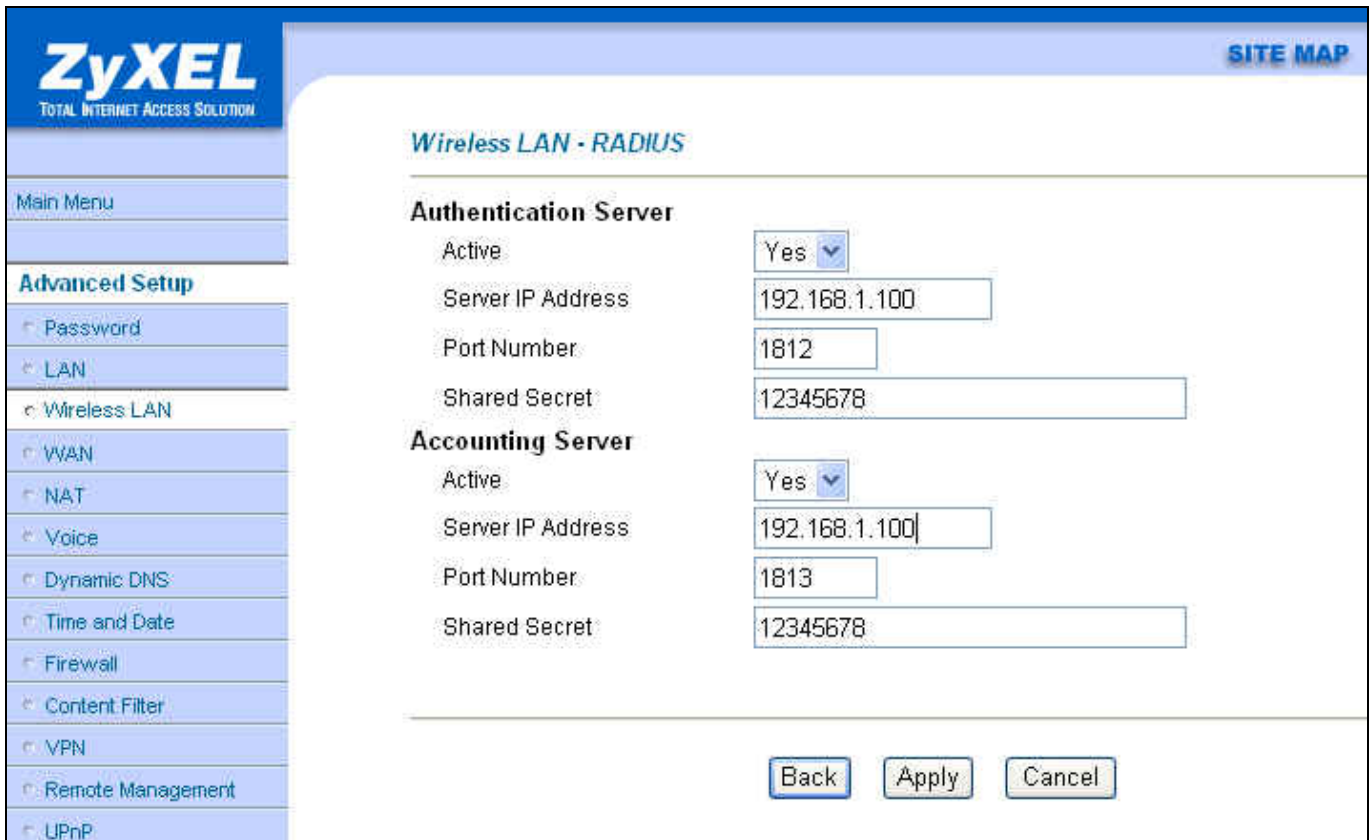 ZyXEL
TOTAL INTERNET ACCESS SOLUTION
SITE MAP
Wireless LAN - RADIUS
Main Menu
Advanced Setup
Password
LAN
Wireless LAN
WAN
NAT
Voice
Dynamic DNS
Time and Date
Firewall
Content Filter
VPN
Remote Management
UPnP
Authentication Server
Active Yes
Server IP Address 192.168.1.100
Port Number 1812
Shared Secret 12345678
Accounting Server
Active Yes
Server IP Address 192.168.1.100
Port Number 1813
Shared Secret 12345678
Back Apply Cancel